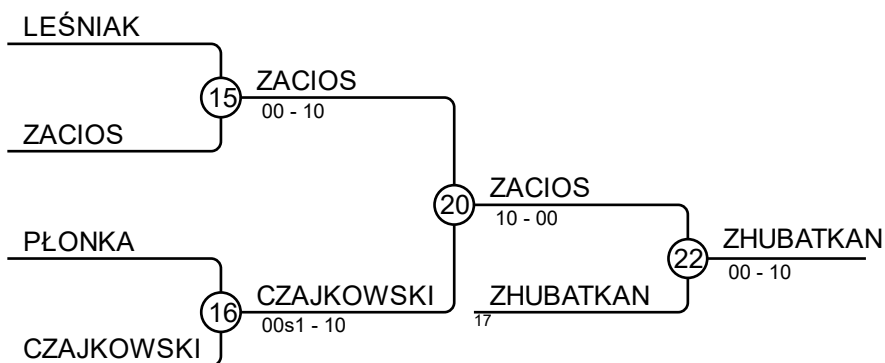 LEŚNIAK
15
ZACIOS
00 - 10
ZACIOS
20
ZACIOS
10 - 00
PŁONKA
22
ZHUBATKAN
00 - 10
16
CZAJKOWSKI
00s1 - 10
ZHUBATKAN
17
CZAJKOWSKI